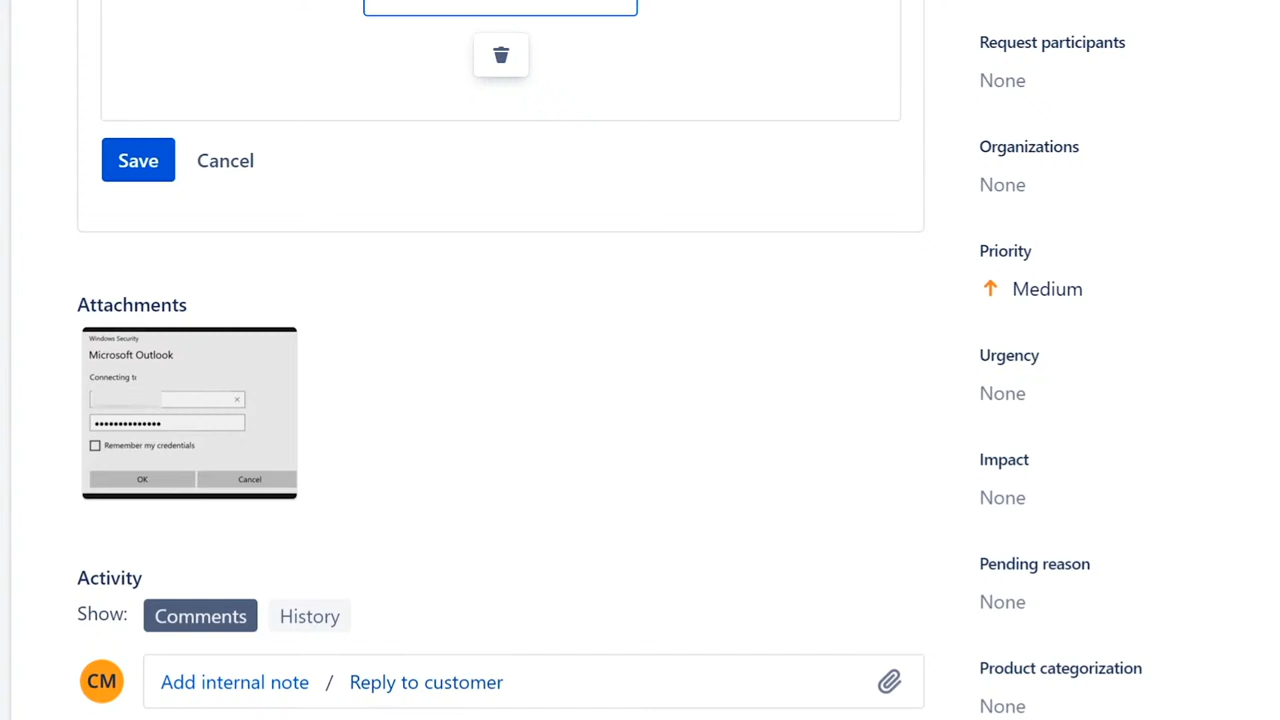 Save Cancel
Attachments
Windows Security
Microsoft Outlook
Connecting to
Remember my credentials
OK Cancel
Activity
Show: Comments History
CM Add internal note / Reply to customer
Request participants
None
Organizations
None
Priority
Medium
Urgency
None
Impact
None
Pending reason
None
Product categorization
None